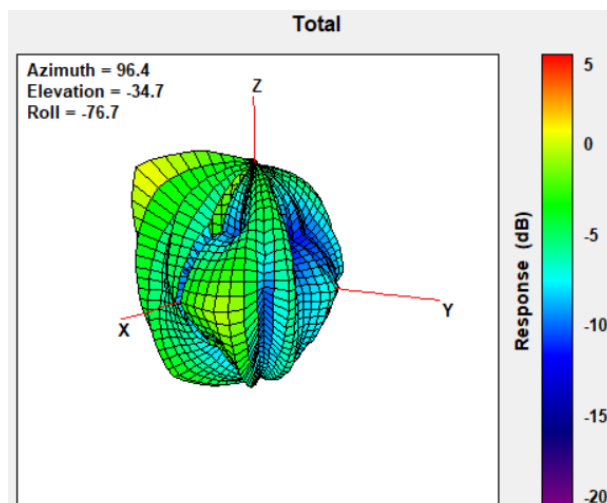 Total
Azimuth = 96.4
Elevation = -34.7
Roll = -76.7
Z
X
Y
Response (dB)
5
0
-5
-10
-15
-20